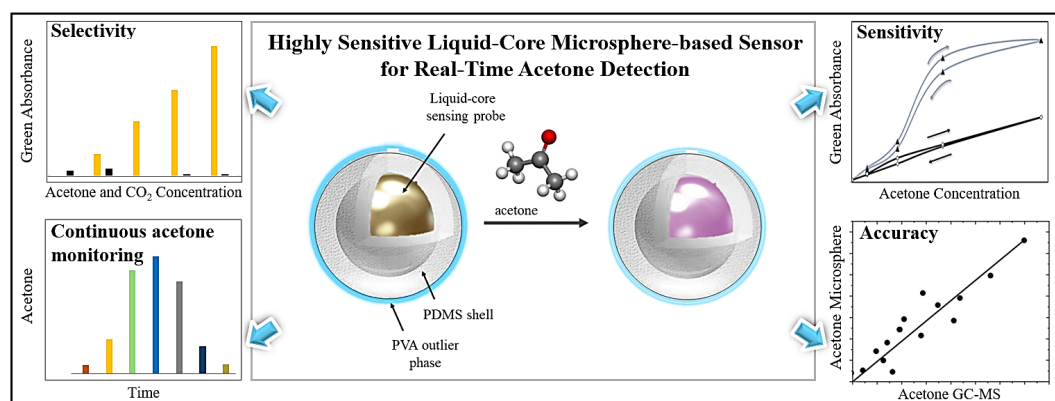 Highly Sensitive Liquid-Core Microsphere-based Sensor
for Real-Time Acetone Detection
Selectivity
Green Absorbance
Acetone and CO₂ Concentration
Continuous acetone
monitoring
Acetone
Time
Liquid-core
sensing probe
acetone
PDMS shell
PVA outlier
phase
Sensitivity
Green Absorbance
Acetone Concentration
Accuracy
Acetone Microsphere
Acetone GC-MS